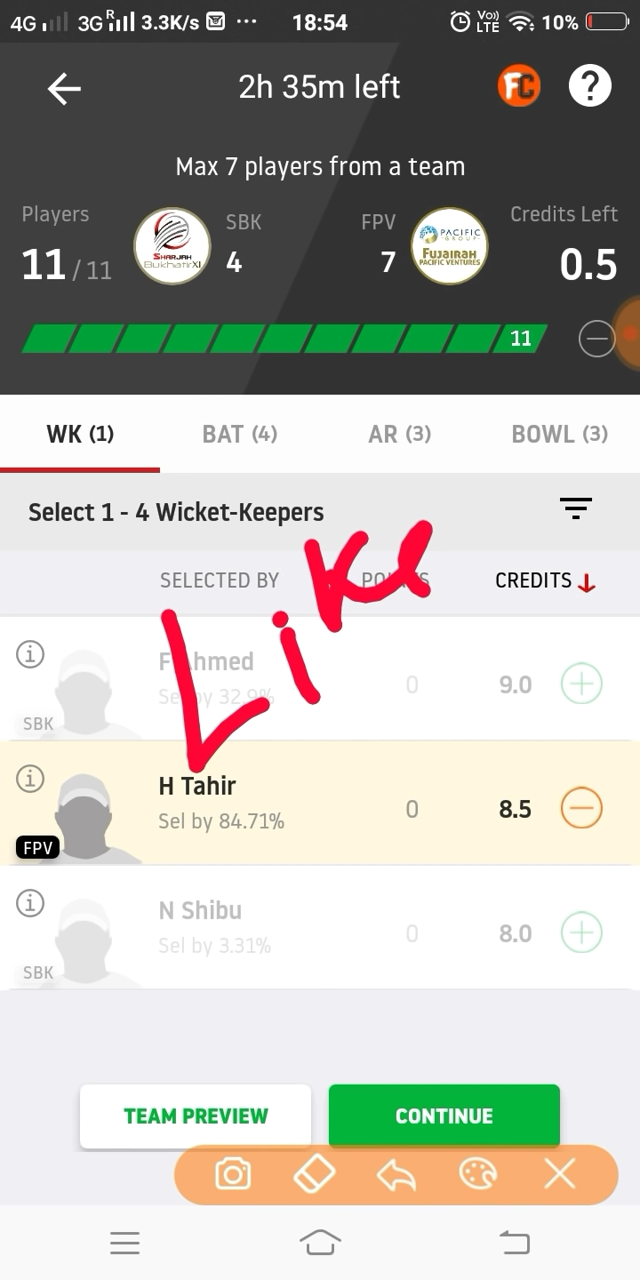 4G 3G R 3.3K/s ... 18:54 Vo) LTE 10%
2h 35m left FC ?
Max 7 players from a team
Players SBK FPV Credits Left
11 / 11 4 7 0.5
SHARJAH
BukhatirXI
PACIFIC
GROUP
FUJAIRAH
PACIFIC VENTURES
11
WK (1) BAT (4) AR (3) BOWL (3)
Select 1 - 4 Wicket-Keepers
Like
SELECTED BY POINTS CREDITS
F Ahmed
Sel by 32.9% 0 9.0
SBK
H Tahir
Sel by 84.71% 0 8.5
FPV
N Shibu
Sel by 3.31% 0 8.0
SBK
TEAM PREVIEW CONTINUE